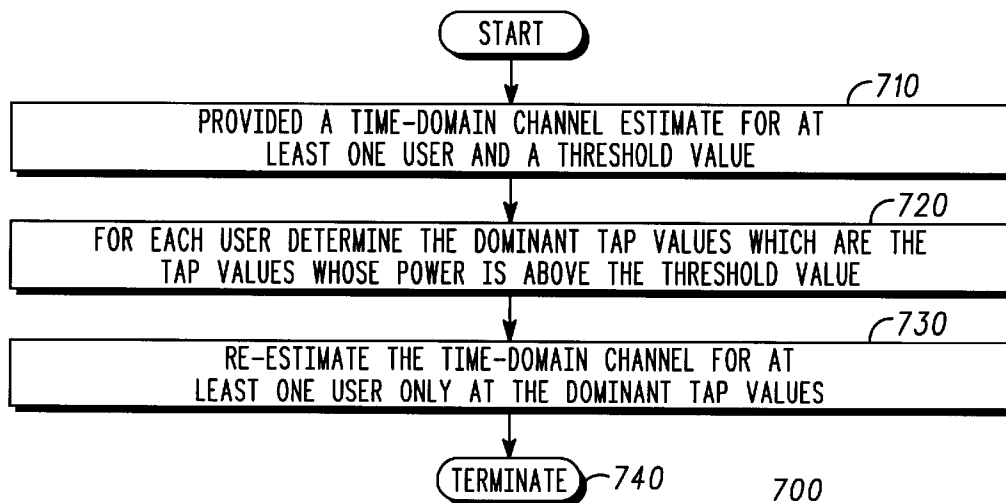 START
710
PROVIDED A TIME-DOMAIN CHANNEL ESTIMATE FOR AT
LEAST ONE USER AND A THRESHOLD VALUE
720
FOR EACH USER DETERMINE THE DOMINANT TAP VALUES WHICH ARE THE
TAP VALUES WHOSE POWER IS ABOVE THE THRESHOLD VALUE
730
RE-ESTIMATE THE TIME-DOMAIN CHANNEL FOR AT
LEAST ONE USER ONLY AT THE DOMINANT TAP VALUES
TERMINATE 740
700